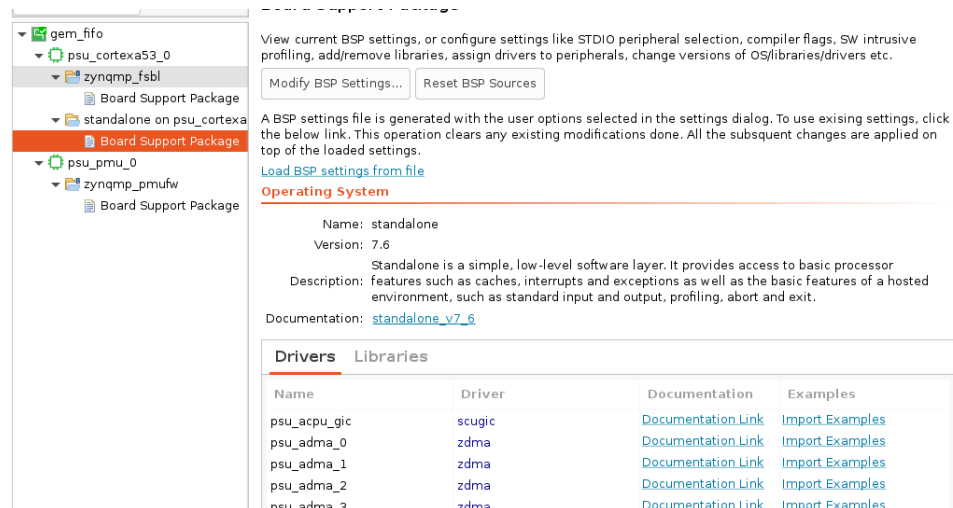 Board Support Package
gem_fifo
psu_cortexa53_0
zynqmp_fsbl
Board Support Package
standalone on psu_cortexa
Board Support Package
psu_pmu_0
zynqmp_pmufw
Board Support Package
View current BSP settings, or configure settings like STDIO peripheral selection, compiler flags, SW intrusive
profiling, add/remove libraries, assign drivers to peripherals, change versions of OS/libraries/drivers etc.
Modify BSP Settings... Reset BSP Sources
A BSP settings file is generated with the user options selected in the settings dialog. To use exising settings, click
the below link. This operation clears any existing modifications done. All the subsquent changes are applied on
top of the loaded settings.
Load BSP settings from file
Operating System
Name: standalone
Version: 7.6
Description: Standalone is a simple, low-level software layer. It provides access to basic processor
features such as caches, interrupts and exceptions as well as the basic features of a hosted
environment, such as standard input and output, profiling, abort and exit.
Documentation: standalone_v7_6
Drivers Libraries
Name Driver Documentation Examples
psu_acpu_gic scugic Documentation Link Import Examples
psu_adma_0 zdma Documentation Link Import Examples
psu_adma_1 zdma Documentation Link Import Examples
psu_adma_2 zdma Documentation Link Import Examples
psu_adma_3 zdma Documentation Link Import Examples